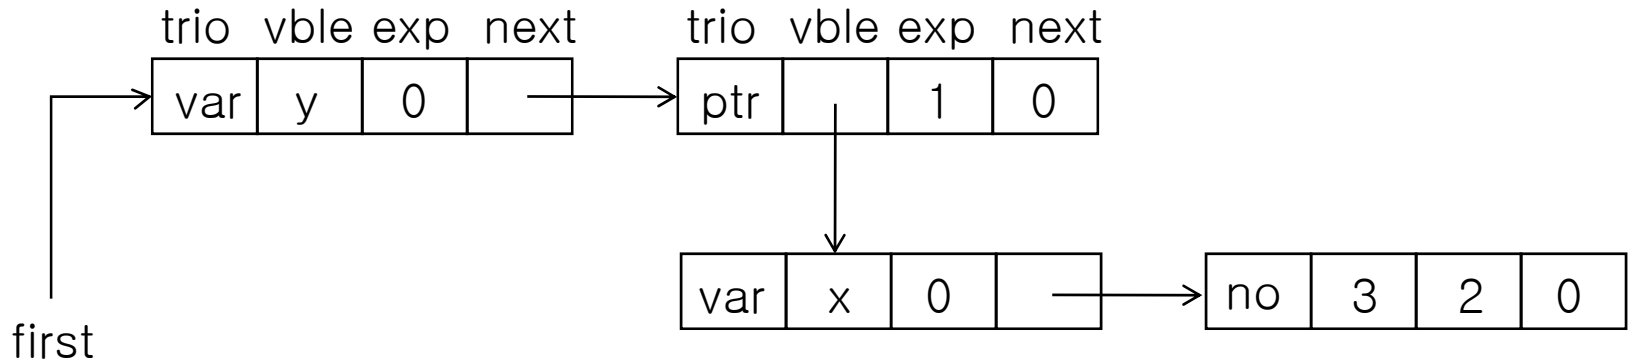 trio vble exp next trio vble exp next
var y 0 ptr 1 0
var x 0 no 3 2 0
first